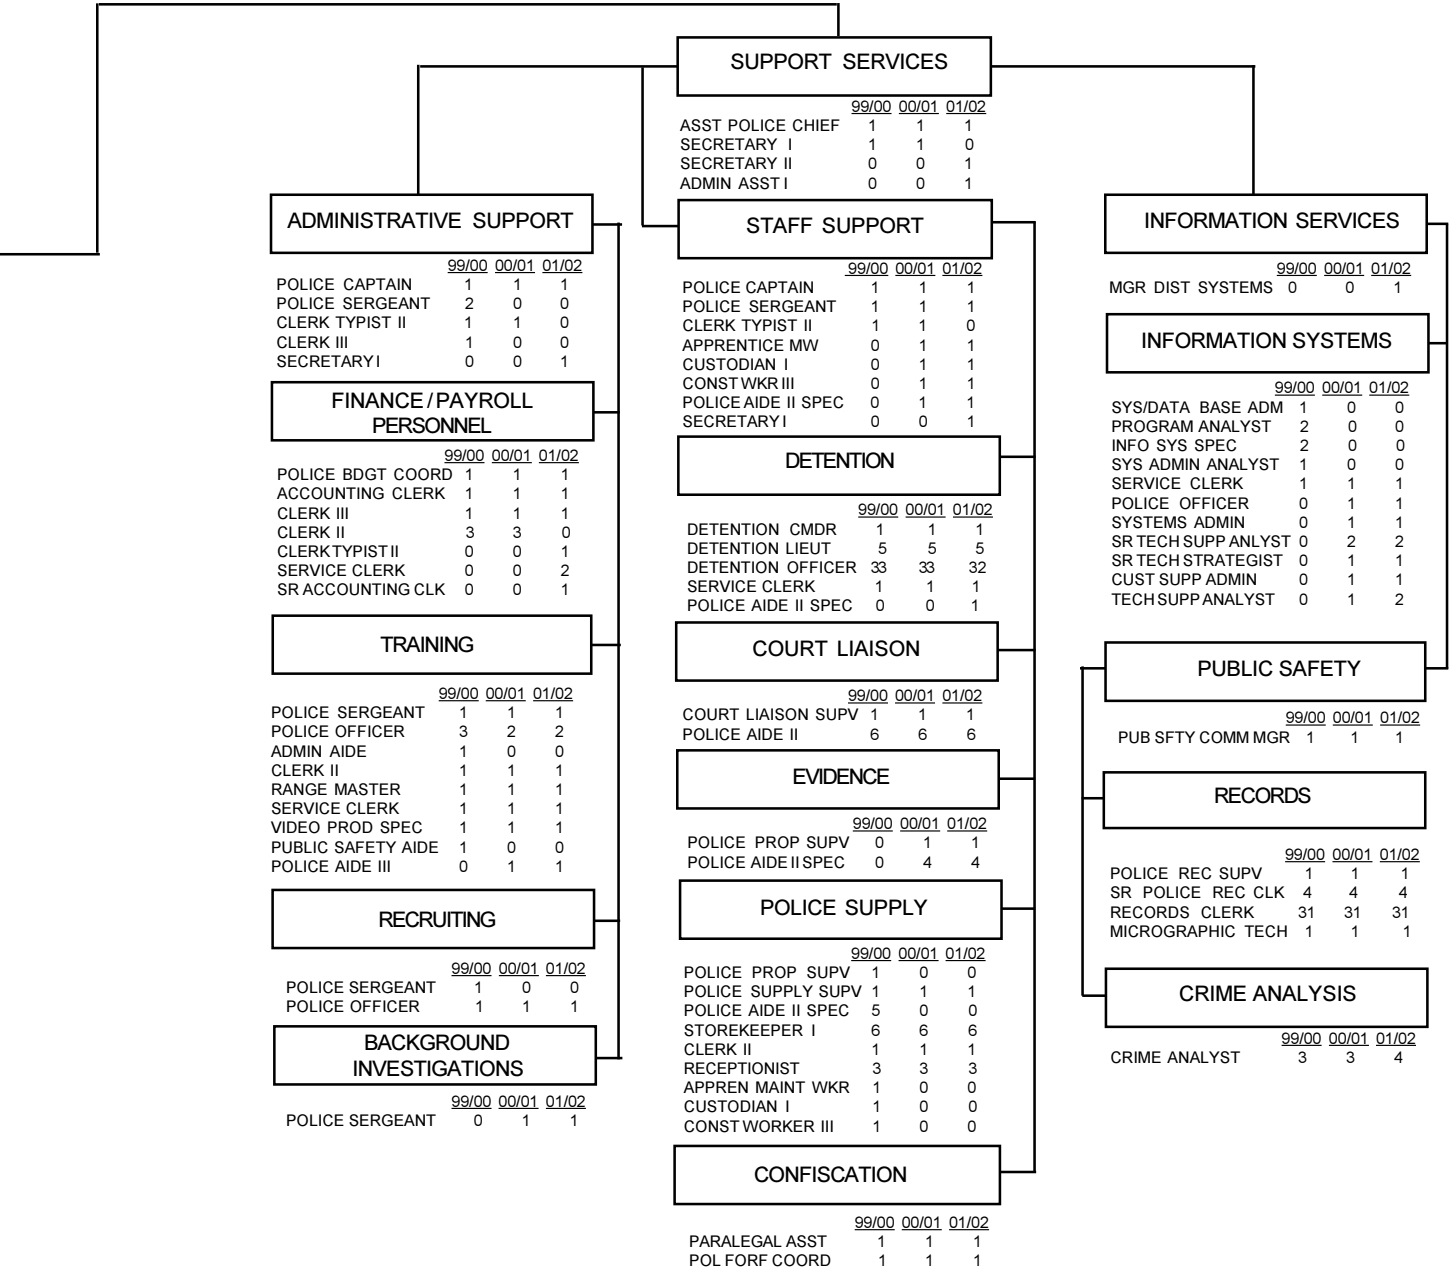 SUPPORT SERVICES
99/00 00/01 01/02
ASST POLICE CHIEF 1 1 1
SECRETARY I 1 1 0
SECRETARY II 0 0 1
ADMIN ASST I 0 0 1
ADMINISTRATIVE SUPPORT
99/00 00/01 01/02
POLICE CAPTAIN 1 1 1
POLICE SERGEANT 2 0 0
CLERK TYPIST II 1 1 0
CLERK III 1 0 0
SECRETARY I 0 0 1
FINANCE / PAYROLL
PERSONNEL
99/00 00/01 01/02
POLICE BDGT COORD 1 1 1
ACCOUNTING CLERK 1 1 1
CLERK III 1 1 1
CLERK II 3 3 0
CLERK TYPIST II 0 0 1
SERVICE CLERK 0 0 2
SR ACCOUNTING CLK 0 0 1
TRAINING
99/00 00/01 01/02
POLICE SERGEANT 1 1 1
POLICE OFFICER 3 2 2
ADMIN AIDE 1 0 0
CLERK II 1 1 1
RANGE MASTER 1 1 1
SERVICE CLERK 1 1 1
VIDEO PROD SPEC 1 1 1
PUBLIC SAFETY AIDE 1 0 0
POLICE AIDE III 0 1 1
RECRUITING
99/00 00/01 01/02
POLICE SERGEANT 1 0 0
POLICE OFFICER 1 1 1
BACKGROUND
INVESTIGATIONS
99/00 00/01 01/02
POLICE SERGEANT 0 1 1
STAFF SUPPORT
99/00 00/01 01/02
POLICE CAPTAIN 1 1 1
POLICE SERGEANT 1 1 1
CLERK TYPIST II 1 1 0
APPRENTICE MW 0 1 1
CUSTODIAN I 0 1 1
CONST WKR III 0 1 1
POLICE AIDE II SPEC 0 1 1
SECRETARY I 0 0 1
DETENTION
99/00 00/01 01/02
DETENTION CMDR 1 1 1
DETENTION LIEUT 5 5 5
DETENTION OFFICER 33 33 32
SERVICE CLERK 1 1 1
POLICE AIDE II SPEC 0 0 1
COURT LIAISON
99/00 00/01 01/02
COURT LIAISON SUPV 1 1 1
POLICE AIDE II 6 6 6
EVIDENCE
99/00 00/01 01/02
POLICE PROP SUPV 0 1 1
POLICE AIDE II SPEC 0 4 4
POLICE SUPPLY
99/00 00/01 01/02
POLICE PROP SUPV 1 0 0
POLICE SUPPLY SUPV 1 1 1
POLICE AIDE II SPEC 5 0 0
STOREKEEPER I 6 6 6
CLERK II 1 1 1
RECEPTIONIST 3 3 3
APPREN MAINT WKR 1 0 0
CUSTODIAN I 1 0 0
CONST WORKER III 1 0 0
CONFISCATION
99/00 00/01 01/02
PARALEGAL ASST 1 1 1
POL FORF COORD 1 1 1
INFORMATION SERVICES
99/00 00/01 01/02
MGR DIST SYSTEMS 0 0 1
INFORMATION SYSTEMS
99/00 00/01 01/02
SYS/DATA BASE ADM 1 0 0
PROGRAM ANALYST 2 0 0
INFO SYS SPEC 2 0 0
SYS ADMIN ANALYST 1 0 0
SERVICE CLERK 1 1 1
POLICE OFFICER 0 1 1
SYSTEMS ADMIN 0 1 1
SR TECH SUPP ANLYST 0 2 2
SR TECH STRATEGIST 0 1 1
CUST SUPP ADMIN 0 1 1
TECH SUPP ANALYST 0 1 2
PUBLIC SAFETY
99/00 00/01 01/02
PUB SFTY COMM MGR 1 1 1
RECORDS
99/00 00/01 01/02
POLICE REC SUPV 1 1 1
SR POLICE REC CLK 4 4 4
RECORDS CLERK 31 31 31
MICROGRAPHIC TECH 1 1 1
CRIME ANALYSIS
99/00 00/01 01/02
CRIME ANALYST 3 3 4